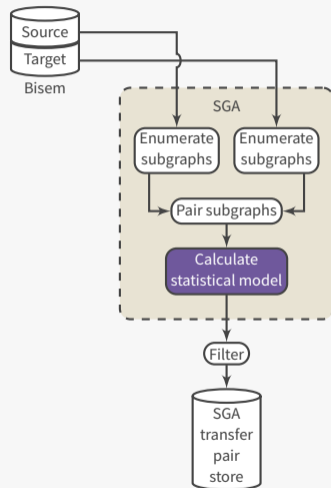 Source
Target
Bisem
SGA
Enumerate
subgraphs
Enumerate
subgraphs
Pair subgraphs
Calculate
statistical model
Filter
SGA
transfer
pair
store